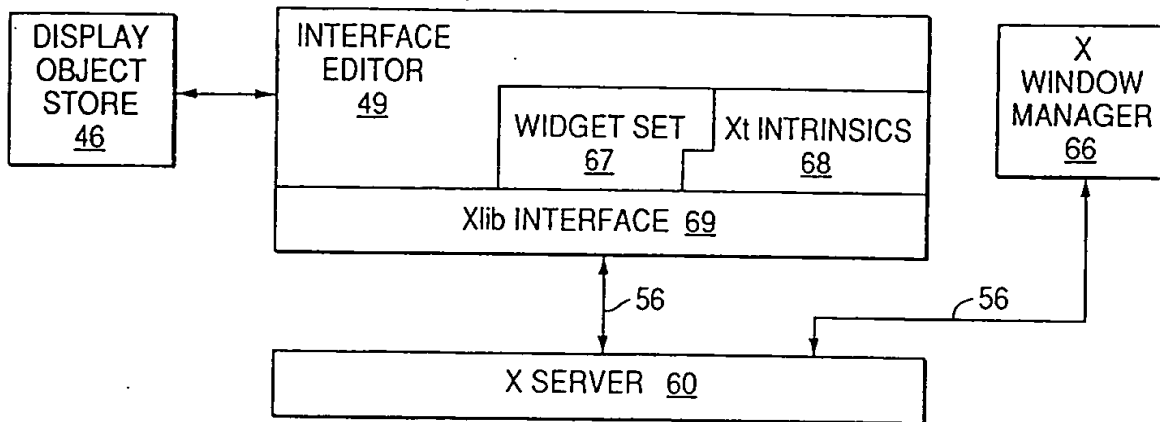 DISPLAY
OBJECT
STORE
46
INTERFACE
EDITOR
49
WIDGET SET
67
Xt INTRINSICS
68
Xlib INTERFACE 69
X
WINDOW
MANAGER
66
56
56
X SERVER 60